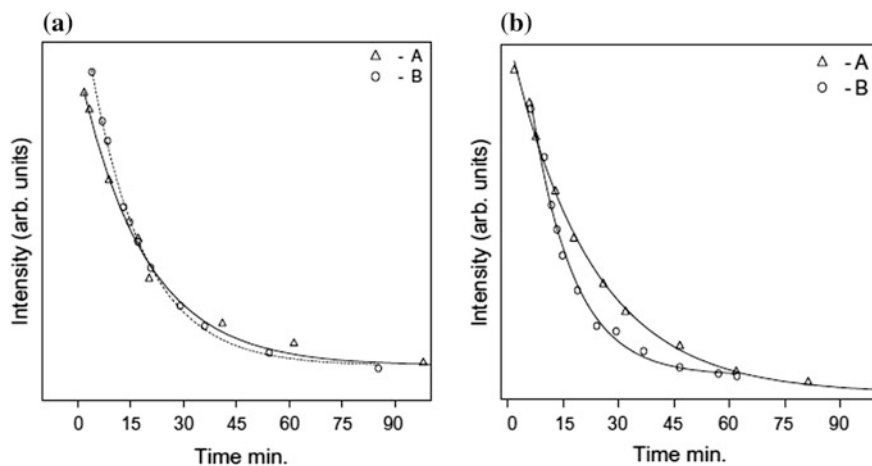 (a)
- A
- B
Intensity (arb. units)
0 15 30 45 60 75 90
Time min.
(b)
- A
- B
Intensity (arb. units)
0 15 30 45 60 75 90
Time min.